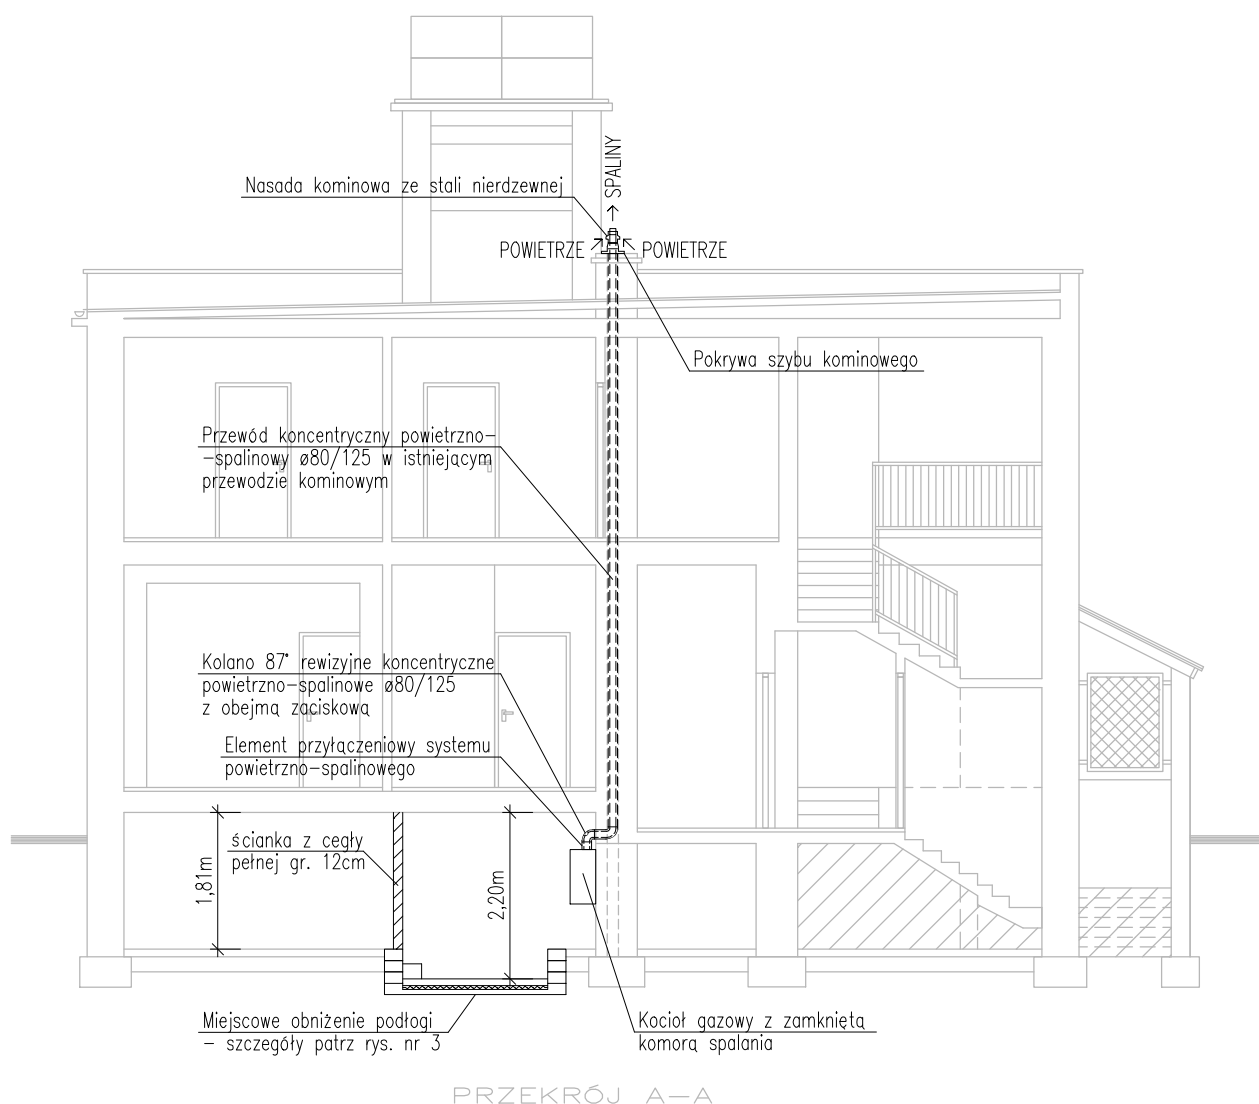 SPALINY
Nasada kominowa ze stali nierdzewnej
POWIETRZE
POWIETRZE
Pokrywa szybu kominowego
Przewód koncentryczny powietrzno-
-spalinowy ø80/125 w istniejącym
przewodzie kominowym
Kolano 87° rewizyjne koncentryczne
powietrzno-spalinowe ø80/125
z obejmą zaciskową
Element przyłączeniowy systemu
powietrzno-spalinowego
ścianka z cegły
pełnej gr. 12cm
1,81m
2,20m
Miejscowe obniżenie podłogi
- szczegóły patrz rys. nr 3
Kocioł gazowy z zamkniętą
komorą spalania
PRZEKRÓJ A-A